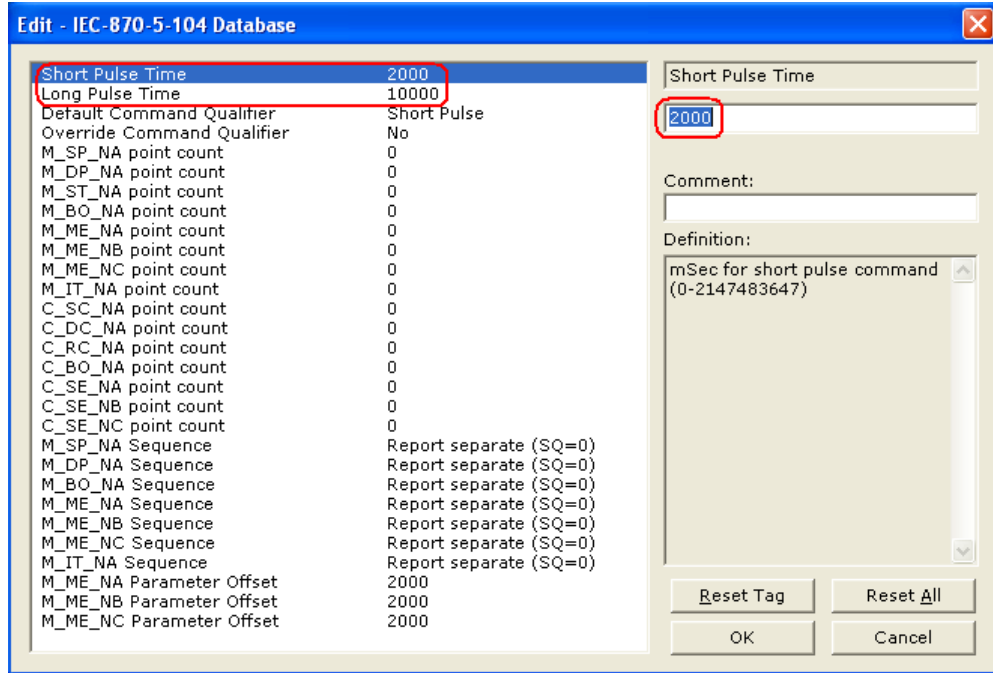 Edit - IEC-870-5-104 Database
Short Pulse Time 2000
Long Pulse Time 10000
Default Command Qualifier Short Pulse
Override Command Qualifier No
M_SP_NA point count 0
M_DP_NA point count 0
M_ST_NA point count 0
M_BO_NA point count 0
M_ME_NA point count 0
M_ME_NB point count 0
M_ME_NC point count 0
M_IT_NA point count 0
C_SC_NA point count 0
C_DC_NA point count 0
C_RC_NA point count 0
C_BO_NA point count 0
C_SE_NA point count 0
C_SE_NB point count 0
C_SE_NC point count 0
M_SP_NA Sequence Report separate (SQ=0)
M_DP_NA Sequence Report separate (SQ=0)
M_BO_NA Sequence Report separate (SQ=0)
M_ME_NA Sequence Report separate (SQ=0)
M_ME_NB Sequence Report separate (SQ=0)
M_ME_NC Sequence Report separate (SQ=0)
M_IT_NA Sequence Report separate (SQ=0)
M_ME_NA Parameter Offset 2000
M_ME_NB Parameter Offset 2000
M_ME_NC Parameter Offset 2000
Short Pulse Time
2000
Comment:
Definition:
mSec for short pulse command
(0-2147483647)
Reset Tag Reset All
OK Cancel